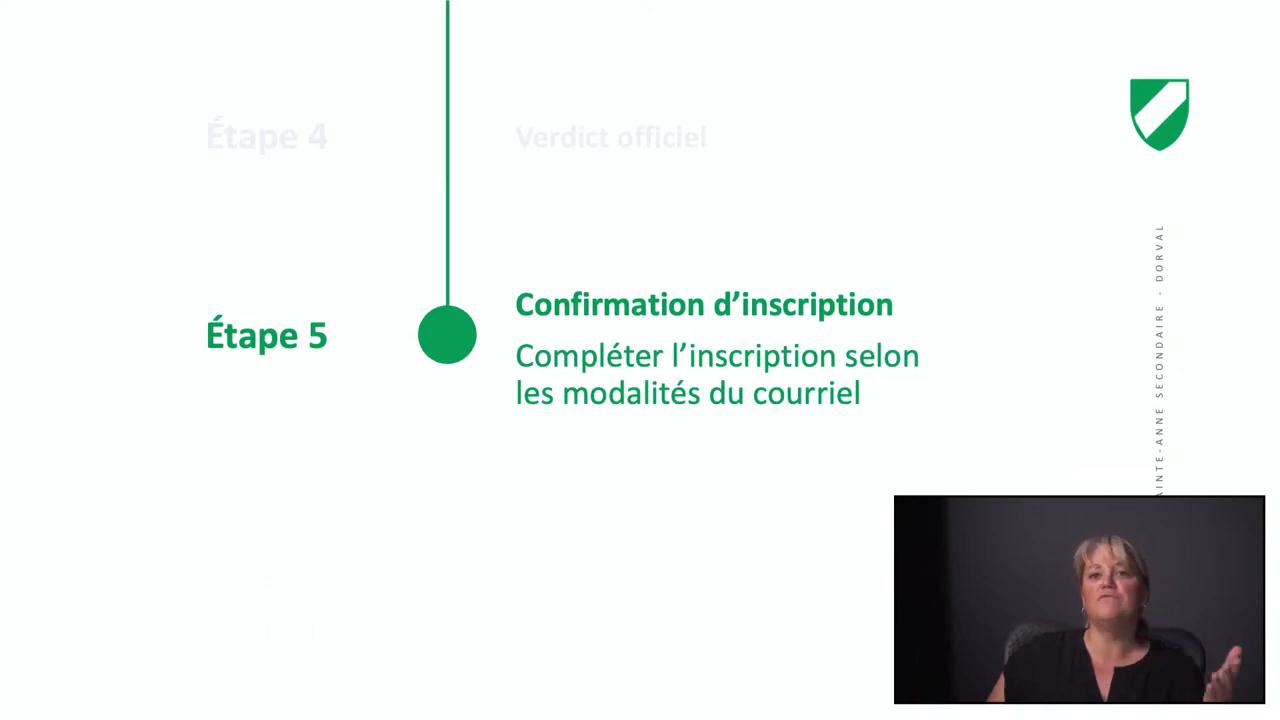 Étape 4
Verdict officiel
Étape 5
Confirmation d’inscription
Compléter l’inscription selon
les modalités du courriel
SECONDAIRE - DORVAL